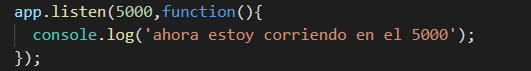 app.listen(5000,function(){
  console.log('ahora estoy corriendo en el 5000');
});